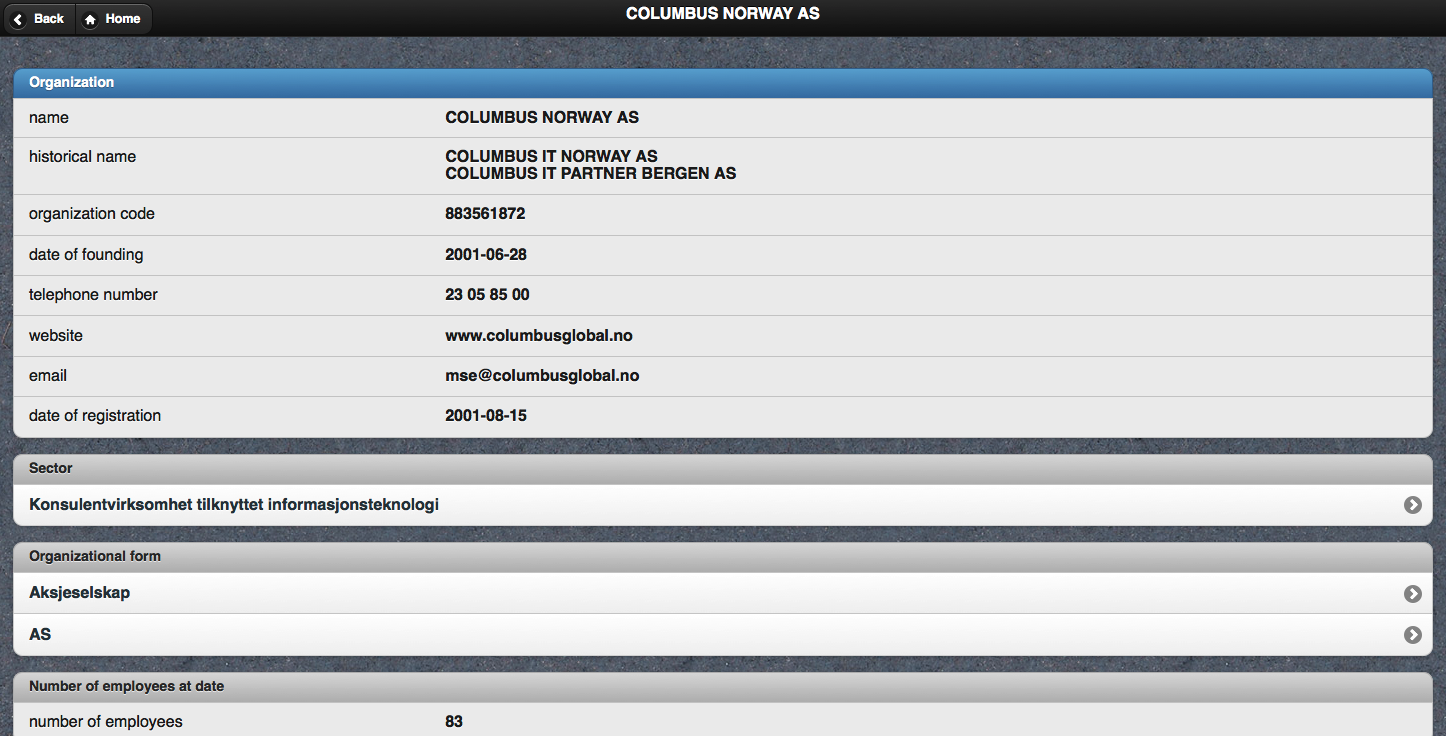 Back
Home
COLUMBUS NORWAY AS
Organization
name
COLUMBUS NORWAY AS
historical name
COLUMBUS IT NORWAY AS
COLUMBUS IT PARTNER BERGEN AS
organization code
883561872
date of founding
2001-06-28
telephone number
23 05 85 00
website
www.columbusglobal.no
email
mse@columbusglobal.no
date of registration
2001-08-15
Sector
Konsulentvirksomhet tilknyttet informasjonsteknologi
Organizational form
Aksjeselskap
AS
Number of employees at date
number of employees
83